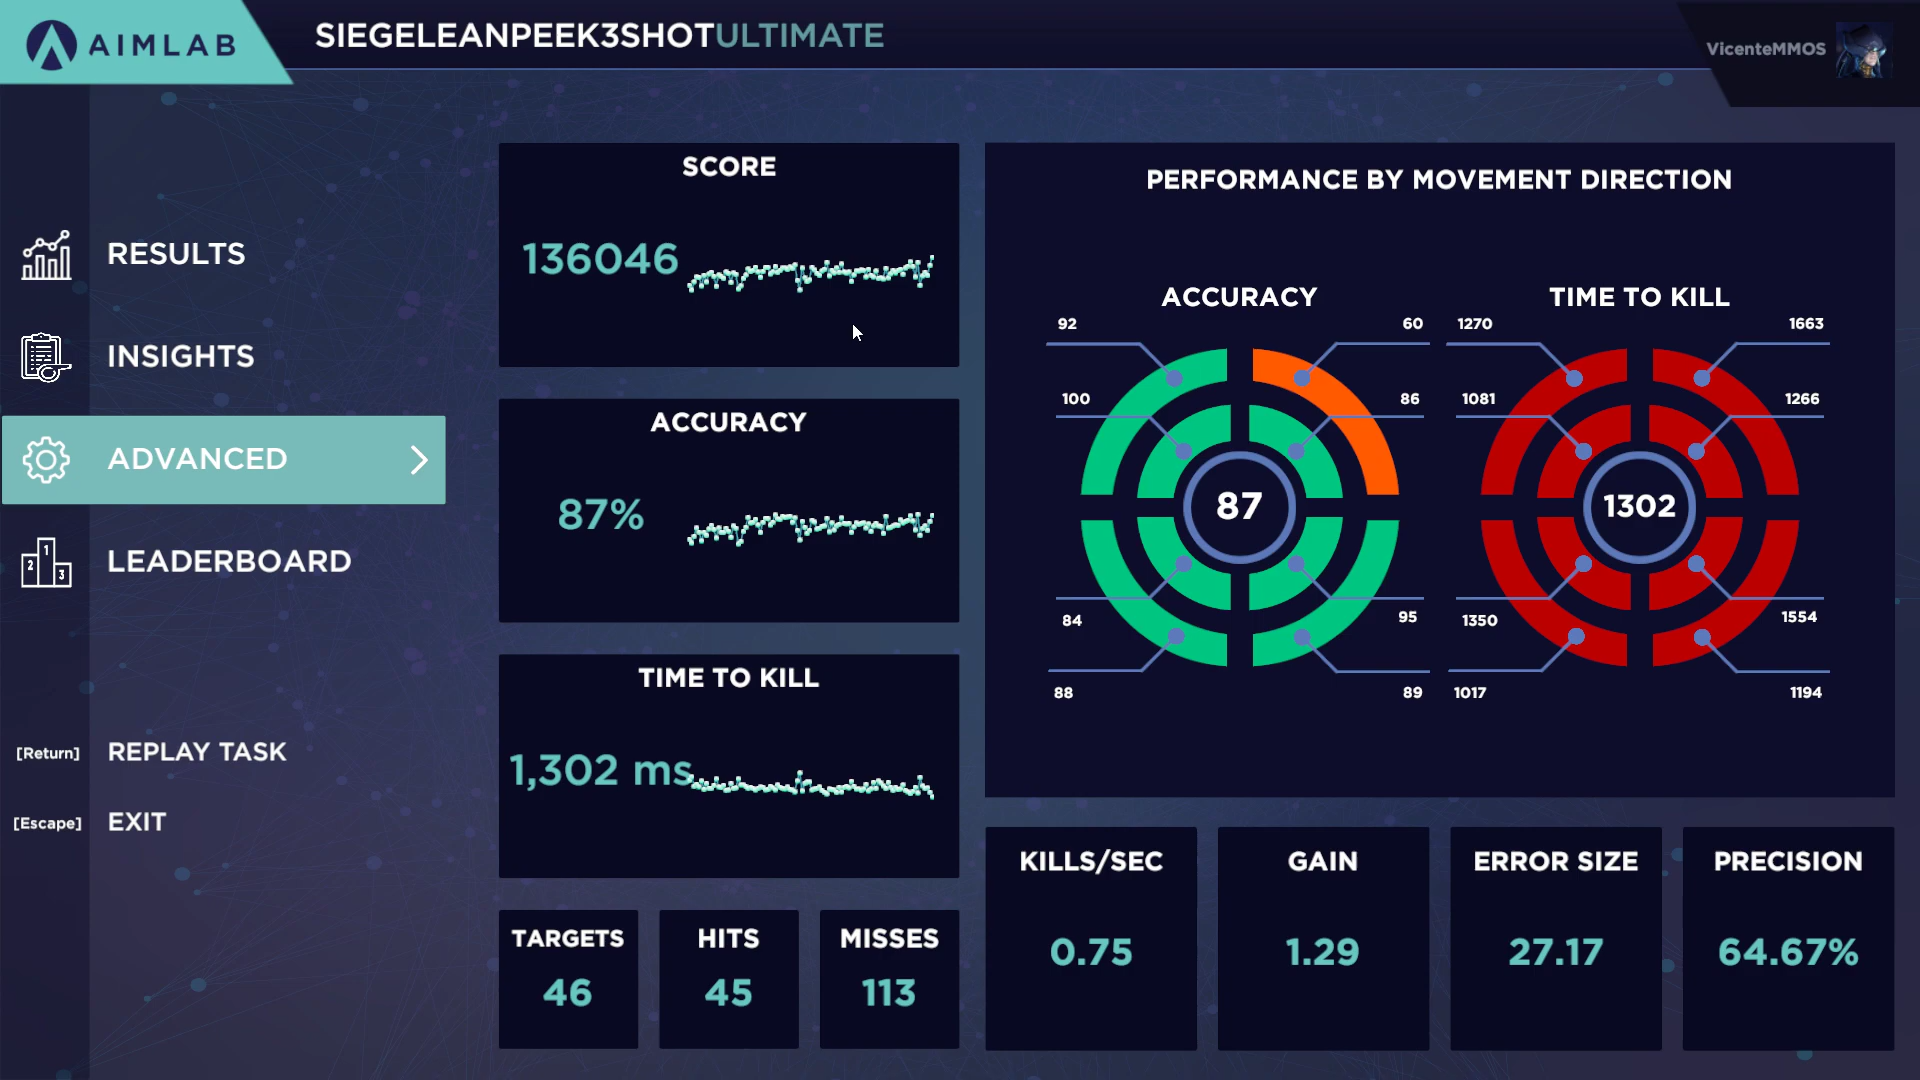 AIMLAB
SIEGELEANPEEK3SHOTULTIMATE
VicenteMMOS
RESULTS
INSIGHTS
ADVANCED
1
2
3
LEADERBOARD
[Return] REPLAY TASK
[Escape] EXIT
SCORE
136046
ACCURACY
87%
TIME TO KILL
1,302 ms
TARGETS
46
HITS
45
MISSES
113
PERFORMANCE BY MOVEMENT DIRECTION
ACCURACY
92 60
100 86
87
84 95
88 89
TIME TO KILL
1270 1663
1081 1266
1302
1350 1554
1017 1194
KILLS/SEC
0.75
GAIN
1.29
ERROR SIZE
27.17
PRECISION
64.67%